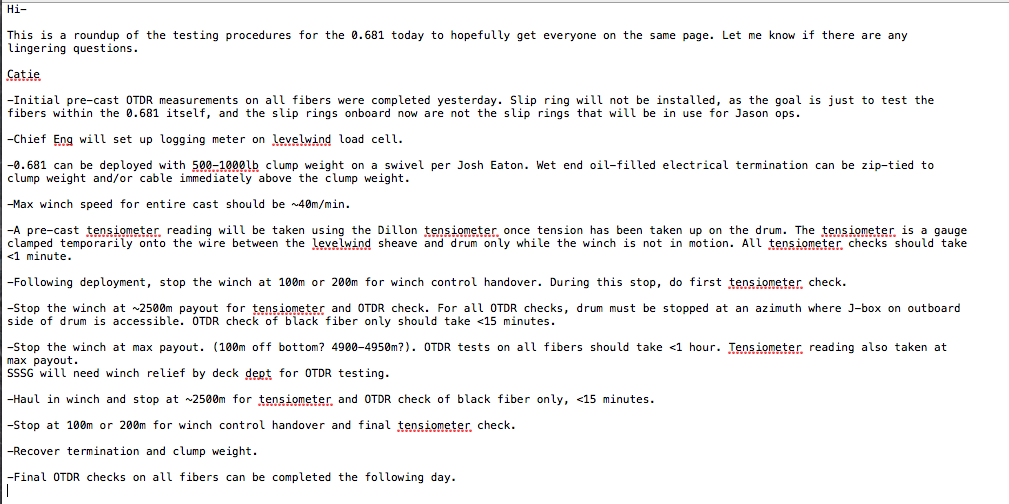 Hi-
This is a roundup of the testing procedures for the 0.681 today to hopefully get everyone on the same page. Let me know if there are any
lingering questions.
Catie
-Initial pre-cast OTDR measurements on all fibers were completed yesterday. Slip ring will not be installed, as the goal is just to test the
fibers within the 0.681 itself, and the slip rings onboard now are not the slip rings that will be in use for Jason ops.
-Chief Eng will set up logging meter on levelwind load cell.
-0.681 can be deployed with 500-1000lb clump weight on a swivel per Josh Eaton. Wet end oil-filled electrical termination can be zip-tied to
clump weight and/or cable immediately above the clump weight.
-Max winch speed for entire cast should be ~40m/min.
-A pre-cast tensiometer reading will be taken using the Dillon tensiometer once tension has been taken up on the drum. The tensiometer is a gauge
clamped temporarily onto the wire between the levelwind sheave and drum only while the winch is not in motion. All tensiometer checks should take
<1 minute.
-Following deployment, stop the winch at 100m or 200m for winch control handover. During this stop, do first tensiometer check.
-Stop the winch at ~2500m payout for tensiometer and OTDR check. For all OTDR checks, drum must be stopped at an azimuth where J-box on outboard
side of drum is accessible. OTDR check of black fiber only should take <15 minutes.
-Stop the winch at max payout. (100m off bottom? 4900-4950m?). OTDR tests on all fibers should take <1 hour. Tensiometer reading also taken at
max payout.
SSSG will need winch relief by deck dept for OTDR testing.
-Haul in winch and stop at ~2500m for tensiometer and OTDR check of black fiber only, <15 minutes.
-Stop at 100m or 200m for winch control handover and final tensiometer check.
-Recover termination and clump weight.
-Final OTDR checks on all fibers can be completed the following day.